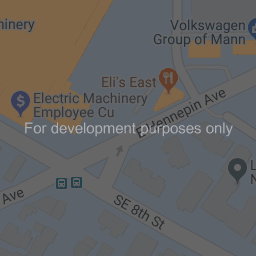 hinery
Volkswagen
Group of Mann
Eli's East
Electric Machinery
Employee Cu
E Hennepin Ave
For development purposes only
L
N
Ave
SE 8th St